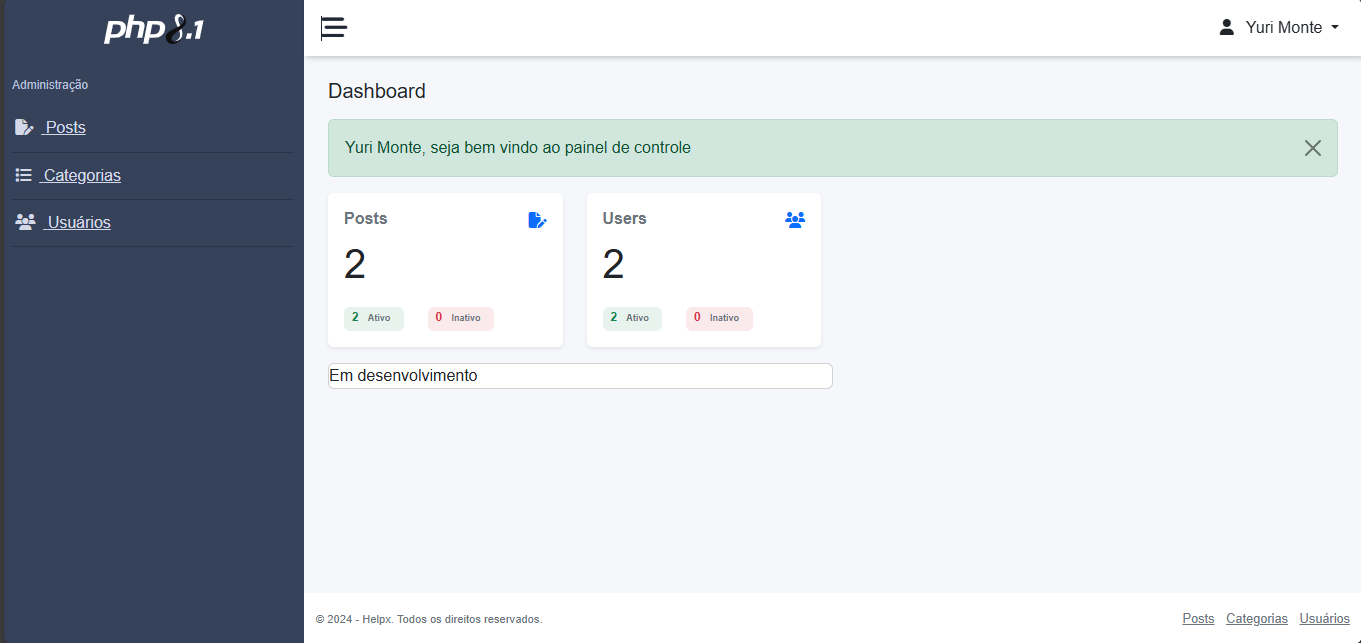 php8.1
Yuri Monte
Administração
Dashboard
Posts
Yuri Monte, seja bem vindo ao painel de controle
Categorias
Usuários
Posts
2
2 Ativo 0 Inativo
Users
2
2 Ativo 0 Inativo
Em desenvolvimento
© 2024 - Helpx. Todos os direitos reservados.
Posts Categorias Usuários